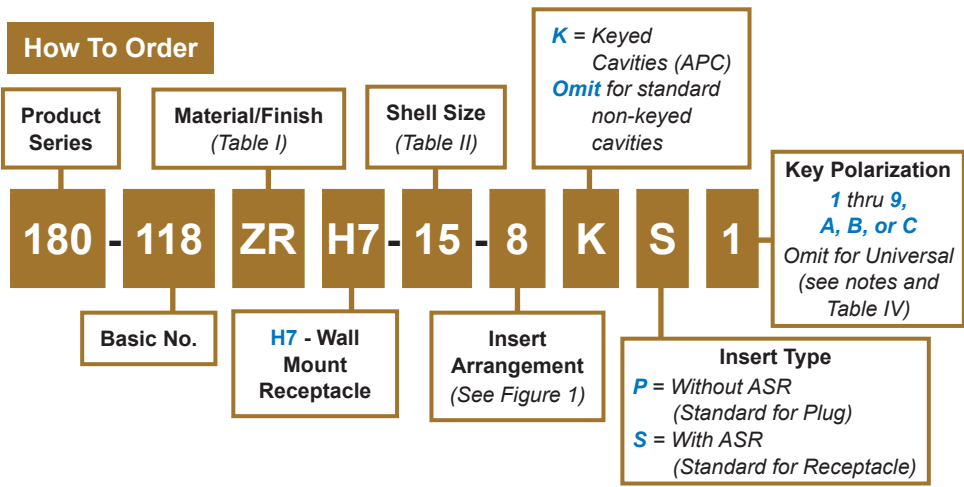 How To Order
K = Keyed
Cavities (APC)
Omit for standard
non-keyed
cavities
Product
Series
Material/Finish
(Table I)
Shell Size
(Table II)
Key Polarization
1 thru 9,
A, B, or C
Omit for Universal
(see notes and
Table IV)
180 - 118 ZR H7 - 15 - 8 K S 1
Basic No.
H7 - Wall
Mount
Receptacle
Insert
Arrangement
(See Figure 1)
Insert Type
P = Without ASR
(Standard for Plug)
S = With ASR
(Standard for Receptacle)